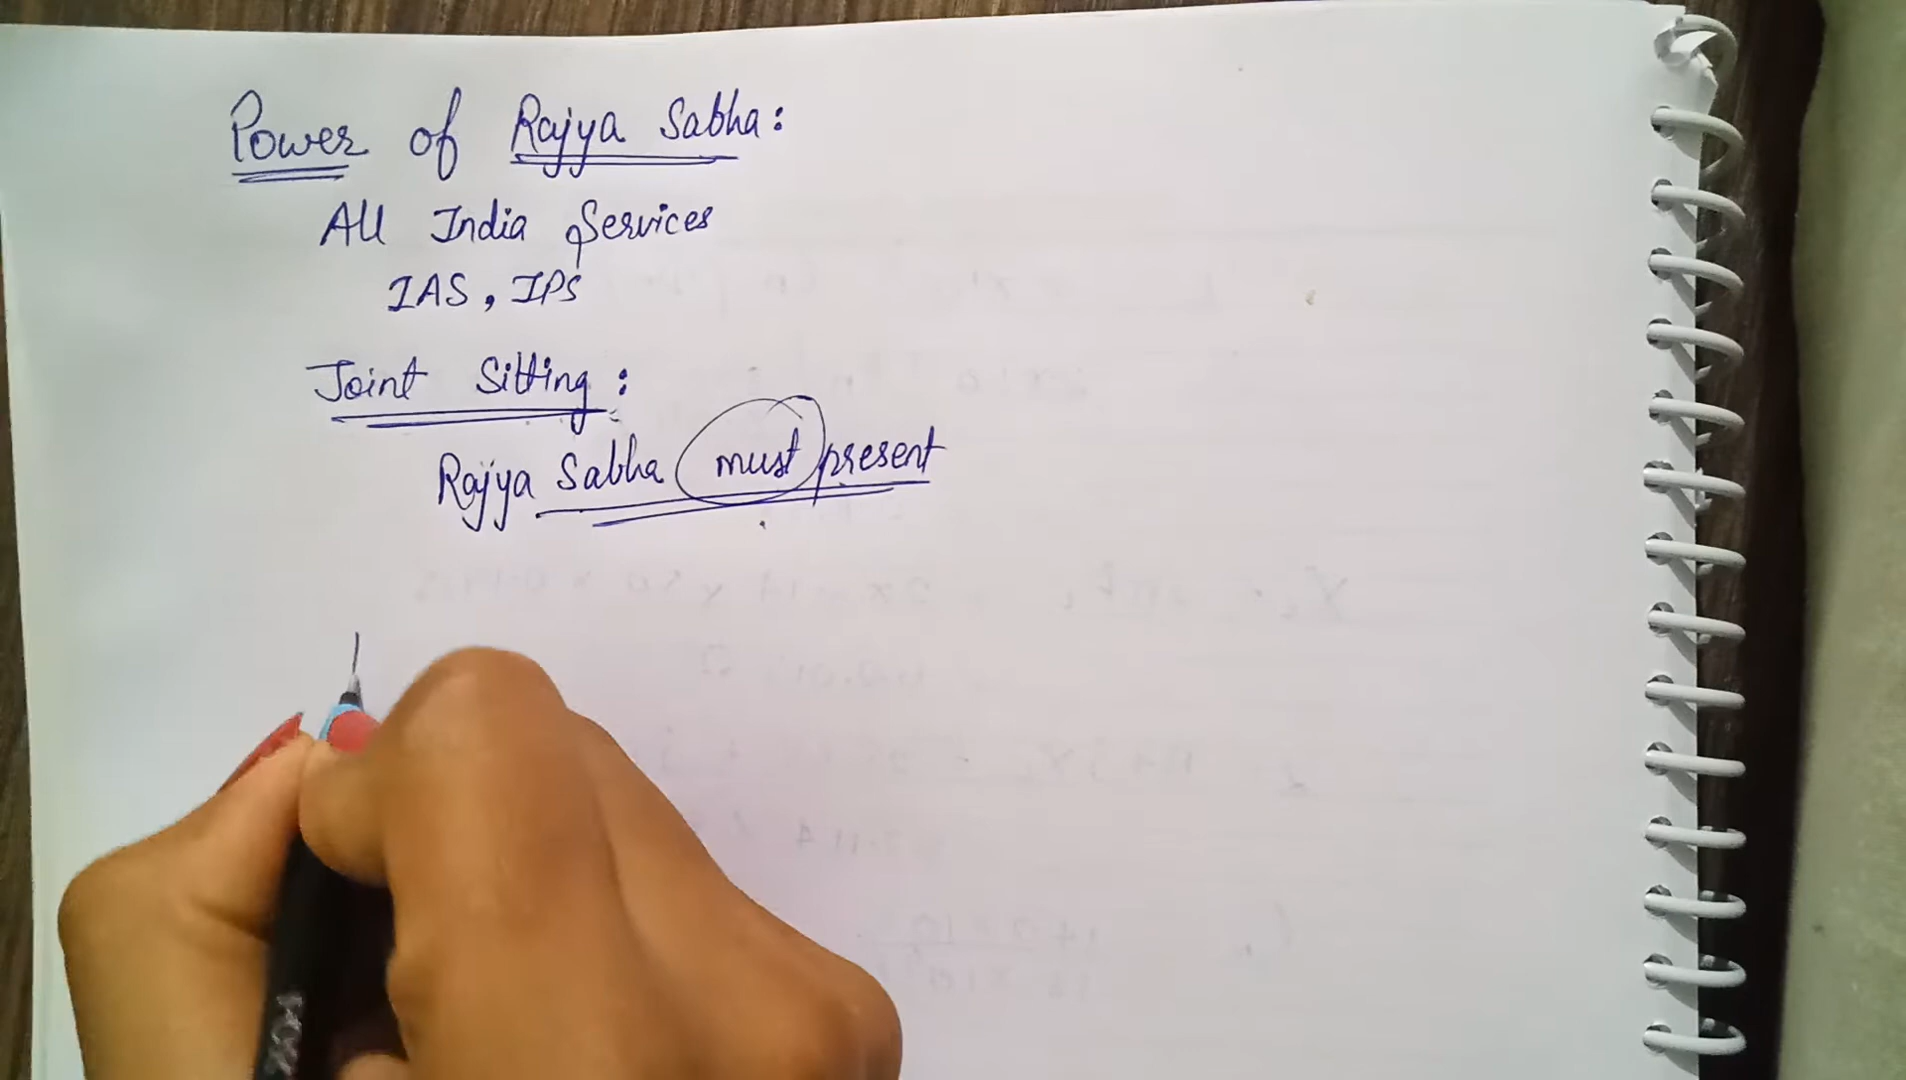 Power of Rajya Sabha:
All India Services
IAS, IPS
Joint Sitting:
Rajya Sabha must present